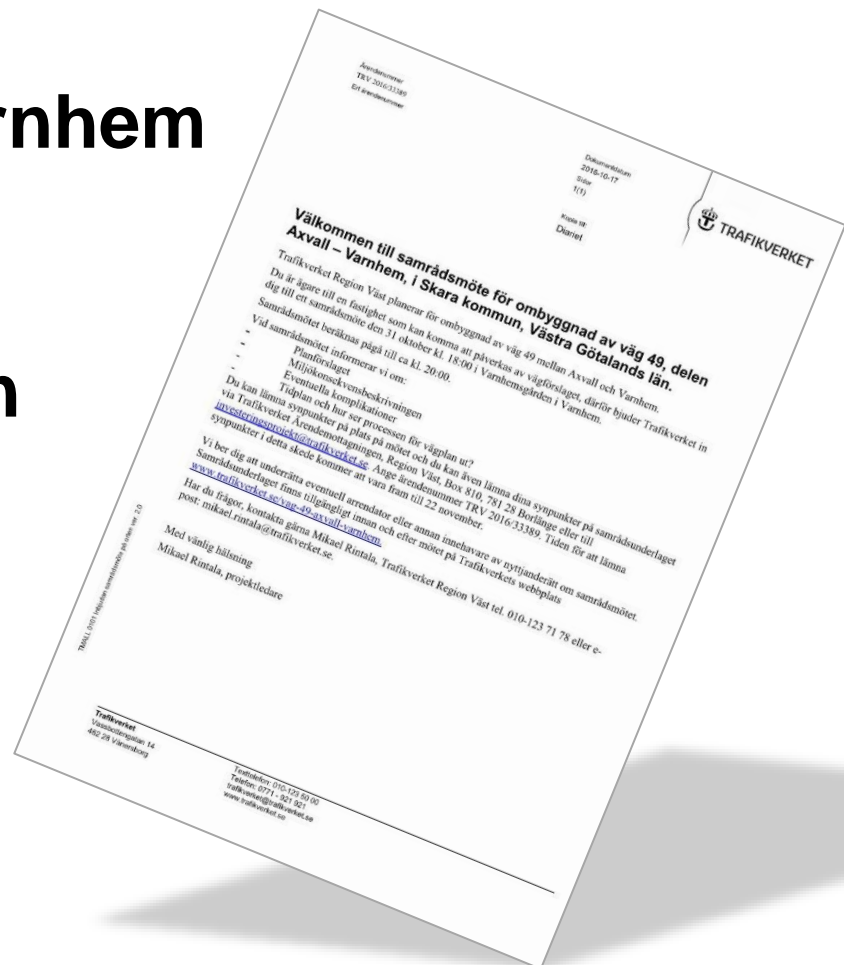 rnhem
n
Ärendenummer
TRV 2016/33389
Ert ärendenummer
Dokumentdatum
2016-10-17
Sidor
1(1)
Kopia till:
Diariet
TRAFIKVERKET
Välkommen till samrådsmöte för ombyggnad av väg 49, delen
Axvall – Varnhem, i Skara kommun, Västra Götalands län.
Trafikverket Region Väst planerar för ombyggnad av väg 49 mellan Axvall och Varnhem.
Du är ägare till en fastighet som kan komma att påverkas av vägförslaget, därför bjuder Trafikverket in
dig till ett samrådsmöte den 31 oktober kl. 18:00 i Varnhemsgården i Varnhem.
Samrådsmötet beräknas pågå till ca kl. 20:00.
Vid samrådsmötet informerar vi om:
- Planförslaget
- Miljökonsekvensbeskrivningen
- Eventuella komplikationer
- Tidplan och hur ser processen för vägplan ut?
Du kan lämna synpunkter på plats på mötet och du kan även lämna dina synpunkter på samrådsunderlaget
via Trafikverket Ärendemottagningen, Region Väst, Box 810, 781 28 Borlänge eller till
investeringsprojekt@trafikverket.se. Ange ärendenummer TRV 2016/33389. Tiden för att lämna
synpunkter i detta skede kommer att vara fram till 22 november.
Vi ber dig att underrätta eventuell arrendator eller annan innehavare av nyttjanderätt om samrådsmötet.
Samrådsunderlaget finns tillgängligt innan och efter mötet på Trafikverkets webbplats
www.trafikverket.se/vag-49-axvall-varnhem.
Har du frågor, kontakta gärna Mikael Rintala, Trafikverket Region Väst tel. 010-123 71 78 eller e-
post: mikael.rintala@trafikverket.se.
Med vänlig hälsning
Mikael Rintala, projektledare
TMALL 0101 Inbjudan samrådsmöte på orten ver 2.0
Trafikverket
Vassbottengatan 14
462 28 Vänersborg
Texttelefon: 010-123 50 00
Telefon: 0771 - 921 921
trafikverket@trafikverket.se
www.trafikverket.se